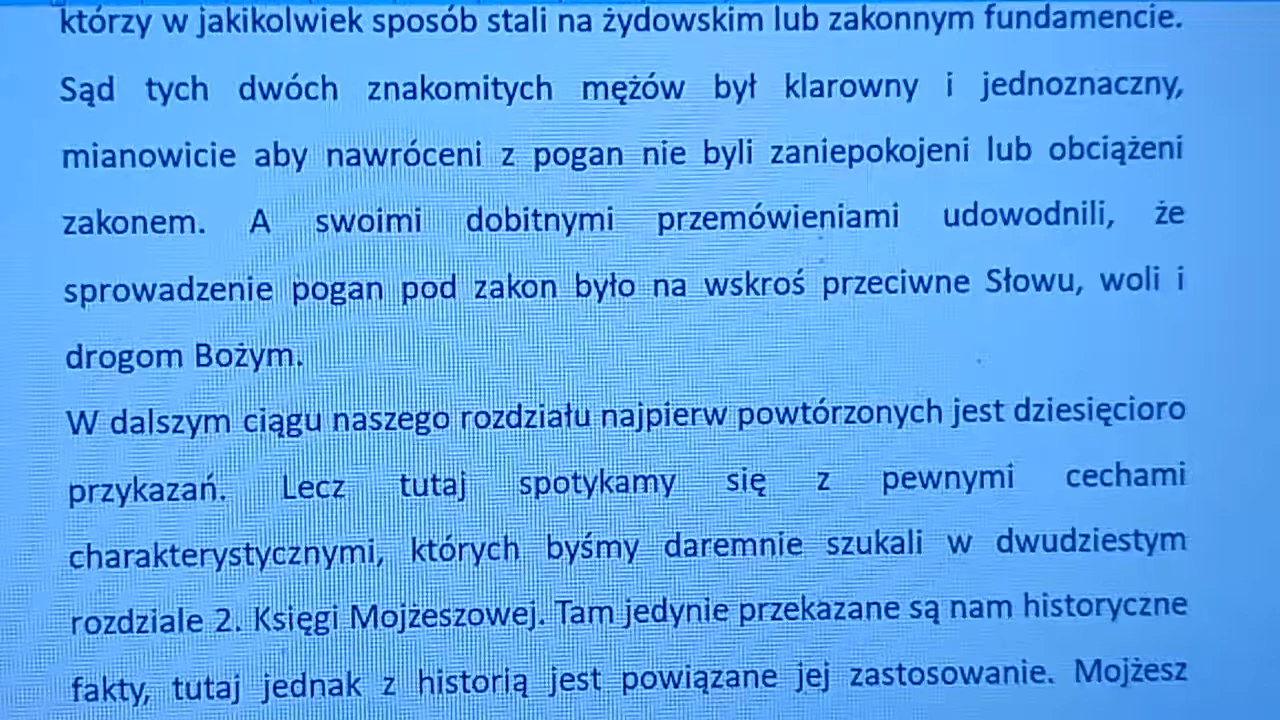 którzy w jakikolwiek sposób stali na żydowskim lub zakonnym fundamencie.
Sąd tych dwóch znakomitych mężów był klarowny i jednoznaczny,
mianowicie aby nawróceni z pogan nie byli zaniepokojeni lub obciążeni
zakonem. A swoimi dobitnymi przemówieniami udowodnili, że
sprowadzenie pogan pod zakon było na wskroś przeciwne Słowu, woli i
drogom Bożym.
W dalszym ciągu naszego rozdziału najpierw powtórzonych jest dziesięcioro
przykazań. Lecz tutaj spotykamy się z pewnymi cechami
charakterystycznymi, których byśmy daremnie szukali w dwudziestym
rozdziale 2. Księgi Mojżeszowej. Tam jedynie przekazane są nam historyczne
fakty, tutaj jednak z historią jest powiązane jej zastosowanie. Mojżesz